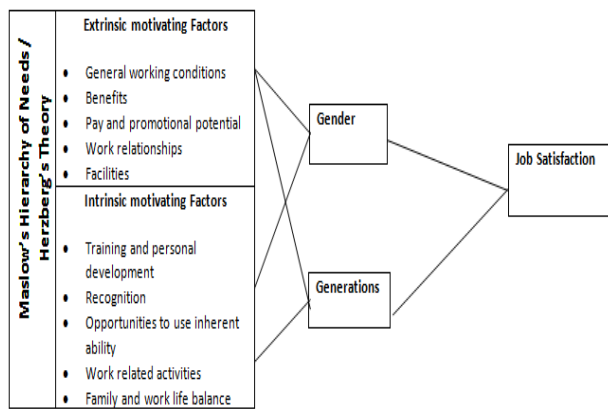 Maslow's Hierarchy of Needs /
Herzberg's Theory
Extrinsic motivating Factors
• General working conditions
• Benefits
• Pay and promotional potential
• Work relationships
• Facilities
Intrinsic motivating Factors
• Training and personal
development
• Recognition
• Opportunities to use inherent
ability
• Work related activities
• Family and work life balance
Gender
Generations
Job Satisfaction